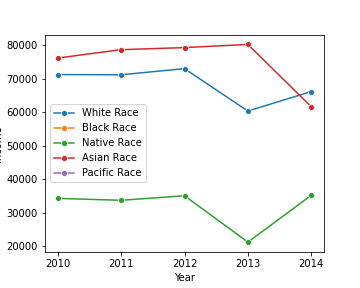 80000
70000
60000
50000
40000
30000
20000
White Race
Black Race
Native Race
Asian Race
Pacific Race
2010 2011 2012 2013 2014
Year